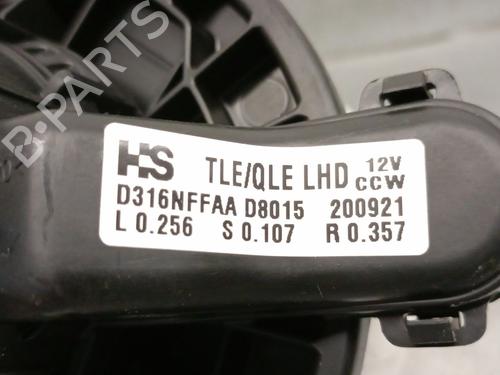 B-PARTS
HS TLE/QLE LHD 12V CCW
D316NFFAA D8015 200921
L 0.256 S 0.107 R 0.357